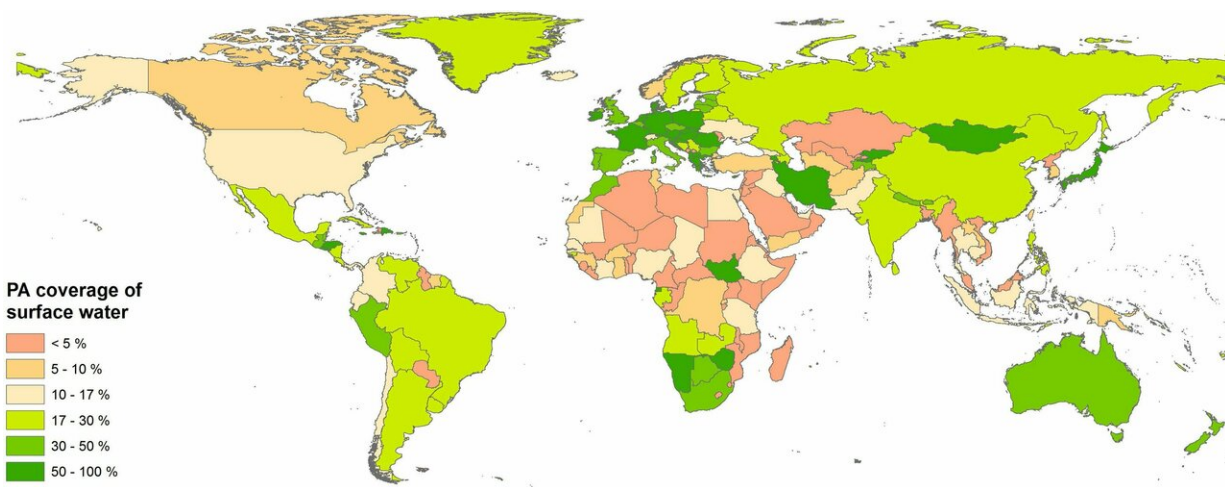 PA coverage of
surface water
< 5 %
5 - 10 %
10 - 17 %
17 - 30 %
30 - 50 %
50 - 100 %